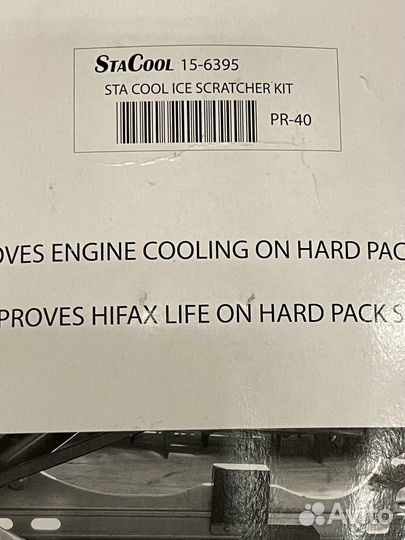 STACOOL 15-6395
STA COOL ICE SCRATCHER KIT
PR-40
OVES ENGINE COOLING ON HARD PAC
PROVES HIFAX LIFE ON HARD PACK S
Avito